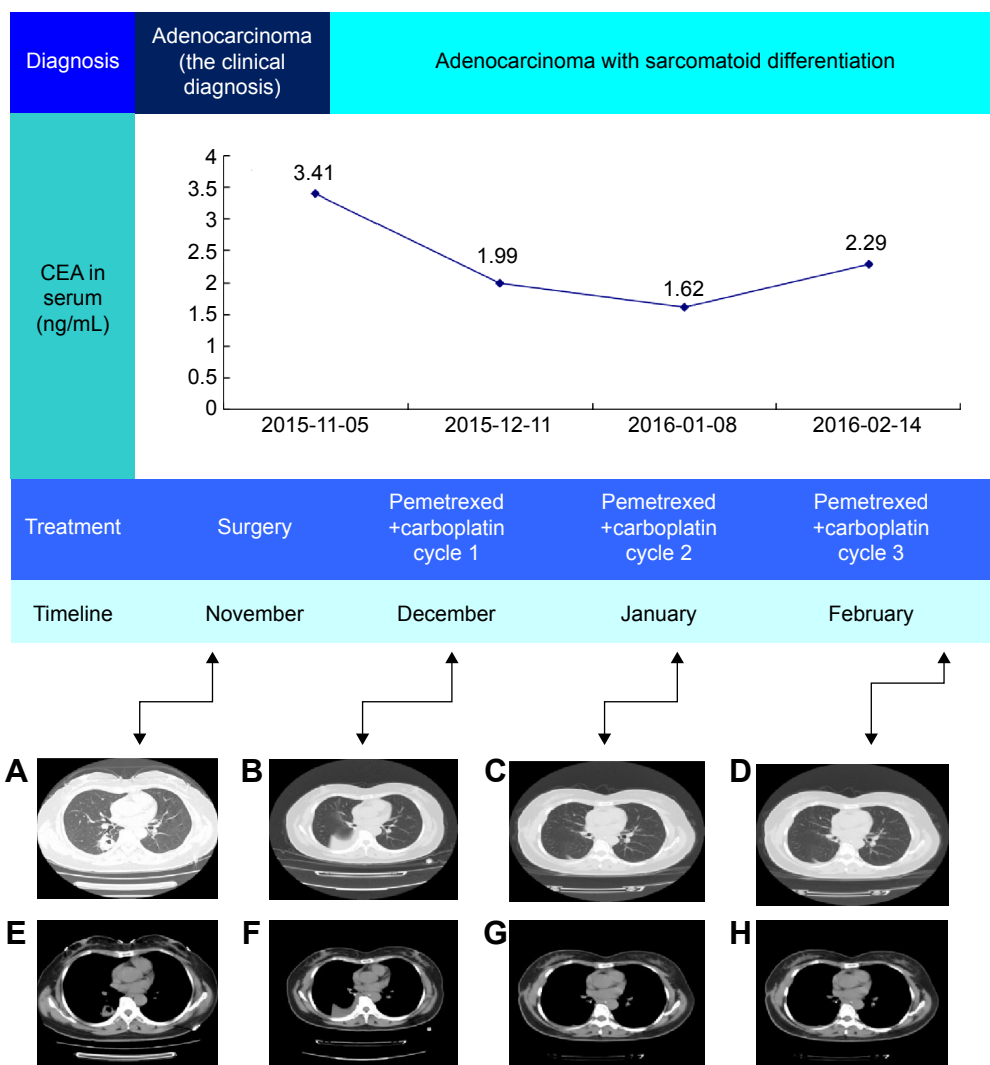 Diagnosis
Adenocarcinoma
(the clinical
diagnosis)
Adenocarcinoma with sarcomatoid differentiation
CEA in
serum
(ng/mL)
4
3.5
3
2.5
2
1.5
1
0.5
0
3.41
1.99
1.62
2.29
2015-11-05
2015-12-11
2016-01-08
2016-02-14
Treatment
Surgery
Pemetrexed
+carboplatin
cycle 1
Pemetrexed
+carboplatin
cycle 2
Pemetrexed
+carboplatin
cycle 3
Timeline
November
December
January
February
A
B
C
D
E
F
G
H